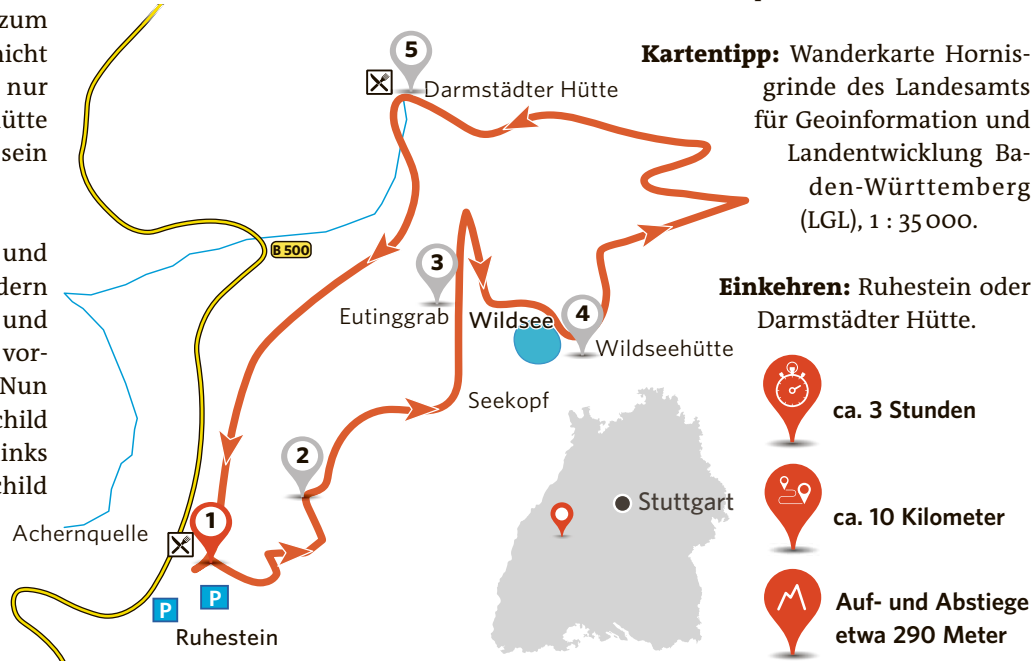 zum
nicht
nur
ütte
sein
und
dern
und
vor-
Nun
child
inks
child
5
Darmstädter Hütte
B 500
3
Eutinggrab
Wildsee
4
Wildseehütte
Seekopf
2
1
Achernquelle
P
P
Ruhestein
Stuttgart
Kartentipp: Wanderkarte Hornis-
grinde des Landesamts
für Geoinformation und
Landentwicklung Ba-
den-Württemberg
(LGL), 1 : 35 000.
Einkehren: Ruhestein oder
Darmstädter Hütte.
ca. 3 Stunden
ca. 10 Kilometer
Auf- und Abstiege
etwa 290 Meter